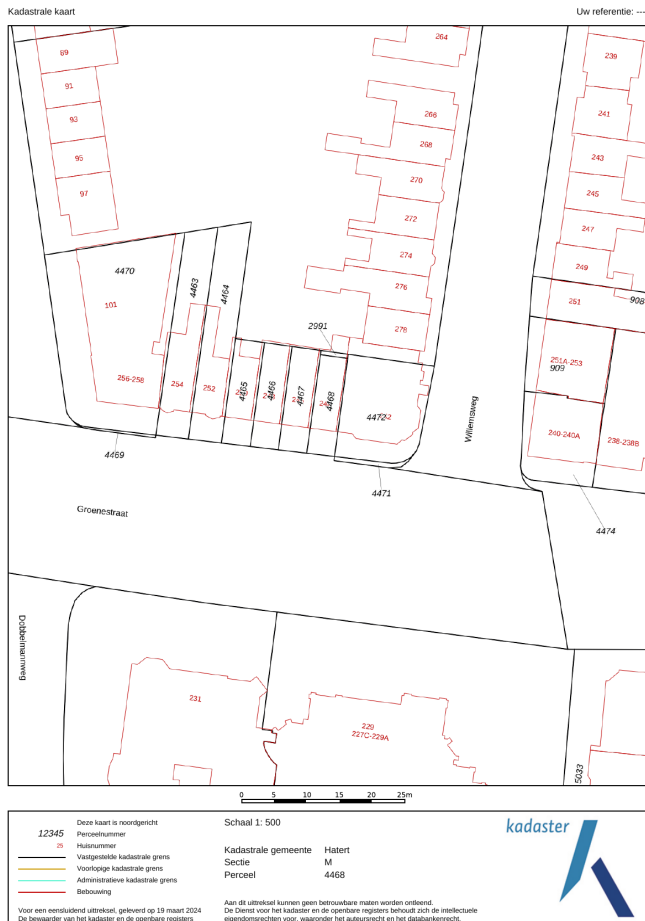 Kadastrale kaart
Uw referentie: ---
264
89
239
91
266
241
93
268
95
243
270
97
245
272
247
274
249
4470
4463
4464
276
251
908
101
2991
278
251A-253
909
256-258
254
252
4465
4466
4467
4468
4472
Willemsweg
240-240A
238-238B
4469
4471
Groenestraat
4474
Dobbelmannweg
231
229
227C-229A
5033
0 5 10 15 20 25m
Deze kaart is noordgericht
12345 Perceelnummer
25 Huisnummer
Vastgestelde kadastrale grens
Voorlopige kadastrale grens
Administratieve kadastrale grens
Bebouwing
Schaal 1: 500
Kadastrale gemeente Hatert
Sectie M
Perceel 4468
kadaster
Voor een eensluidend uittreksel, geleverd op 19 maart 2024
De bewaarder van het kadaster en de openbare registers
Aan dit uittreksel kunnen geen betrouwbare maten worden ontleend.
De Dienst voor het kadaster en de openbare registers behoudt zich de intellectuele
eigendomsrechten voor, waaronder het auteursrecht en het databankenrecht.